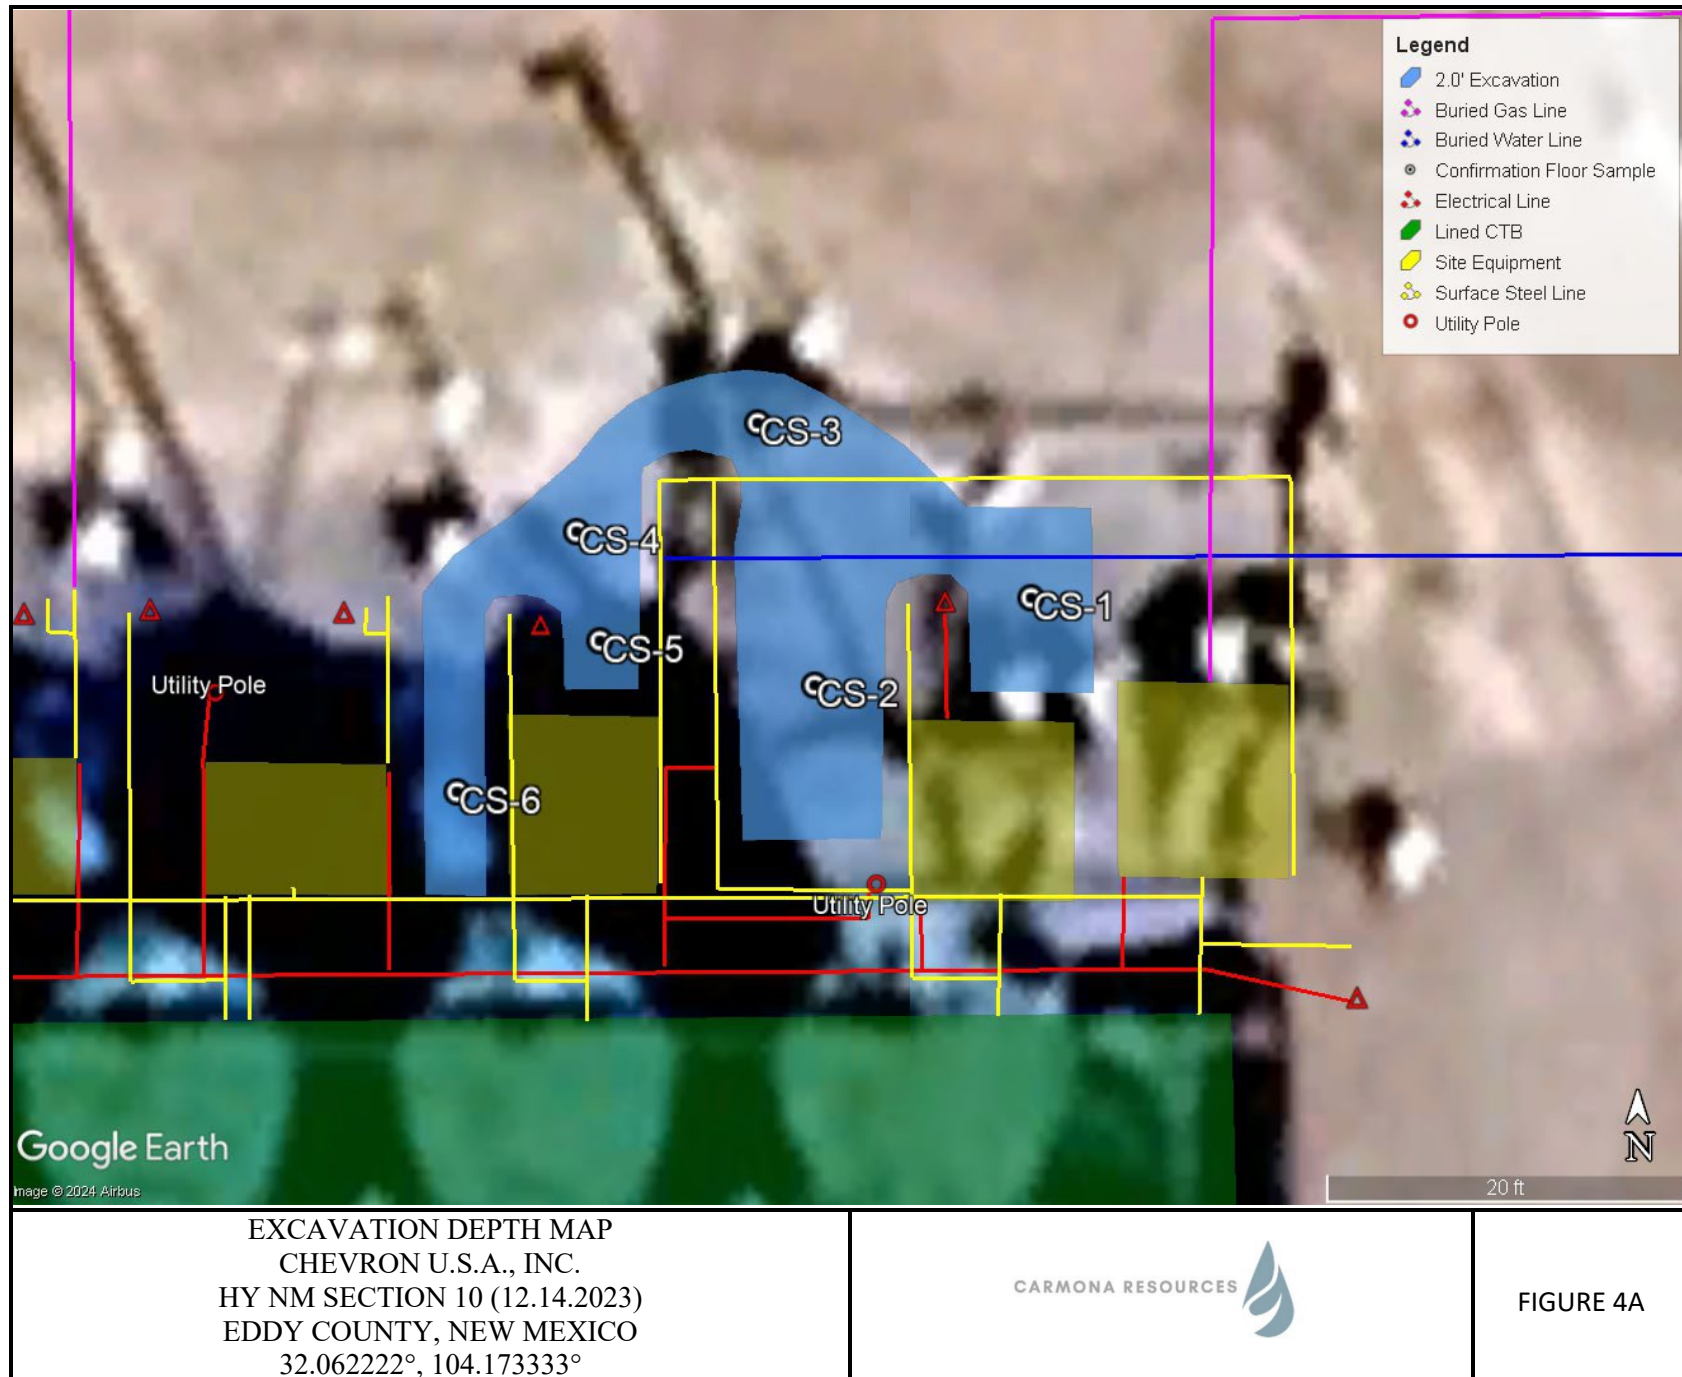 Legend
2.0' Excavation
Buried Gas Line
Buried Water Line
Confirmation Floor Sample
Electrical Line
Lined CTB
Site Equipment
Surface Steel Line
Utility Pole
CS-3
CS-4
CS-1
CS-5
Utility Pole
CS-2
CS-6
Utility Pole
Google Earth
N
Image © 2024 Airbus
20 ft
EXCAVATION DEPTH MAP
CHEVRON U.S.A., INC.
HY NM SECTION 10 (12.14.2023)
EDDY COUNTY, NEW MEXICO
32.062222°, 104.173333°
CARMONA RESOURCES
FIGURE 4A